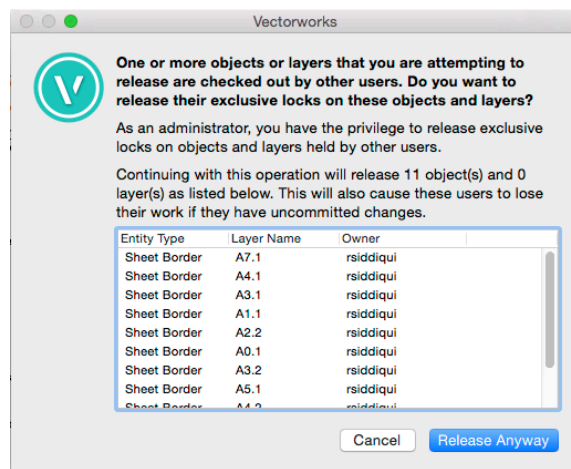 Vectorworks
One or more objects or layers that you are attempting to
release are checked out by other users. Do you want to
release their exclusive locks on these objects and layers?
As an administrator, you have the privilege to release exclusive
locks on objects and layers held by other users.
Continuing with this operation will release 11 object(s) and 0
layer(s) as listed below. This will also cause these users to lose
their work if they have uncommitted changes.
Entity Type Layer Name Owner
Sheet Border A7.1 rsiddiqui
Sheet Border A4.1 rsiddiqui
Sheet Border A3.1 rsiddiqui
Sheet Border A1.1 rsiddiqui
Sheet Border A2.2 rsiddiqui
Sheet Border A0.1 rsiddiqui
Sheet Border A3.2 rsiddiqui
Sheet Border A5.1 rsiddiqui
Sheet Border A4.2 rsiddiqui
Cancel Release Anyway